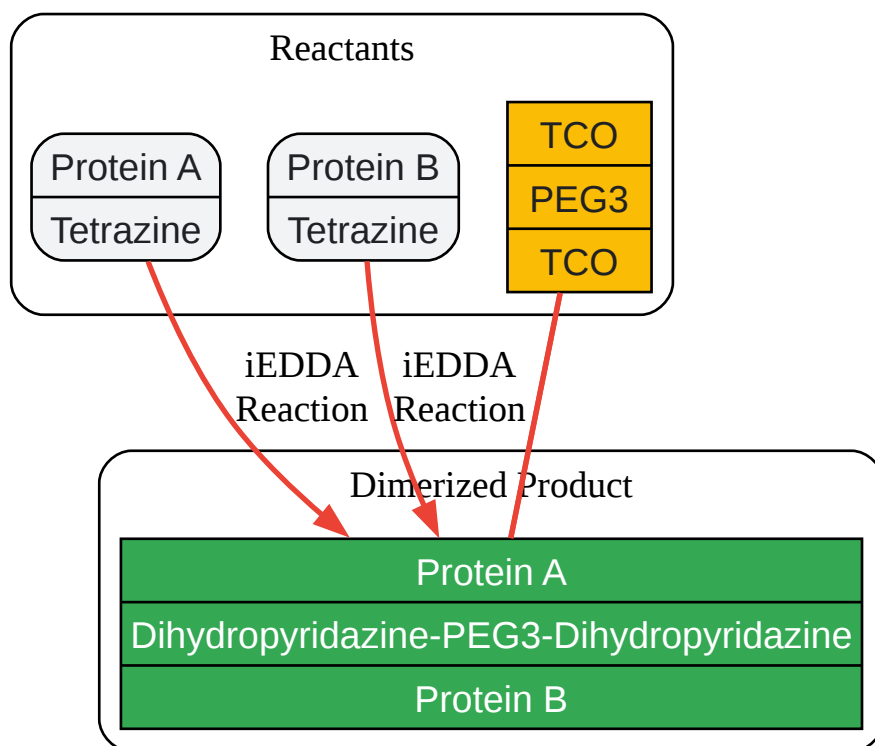 Reactants
Protein A
Tetrazine
Protein B
Tetrazine
TCO
PEG3
TCO
iEDDA
Reaction
iEDDA
Reaction
Dimerized Product
Protein A
Dihydropyridazine-PEG3-Dihydropyridazine
Protein B